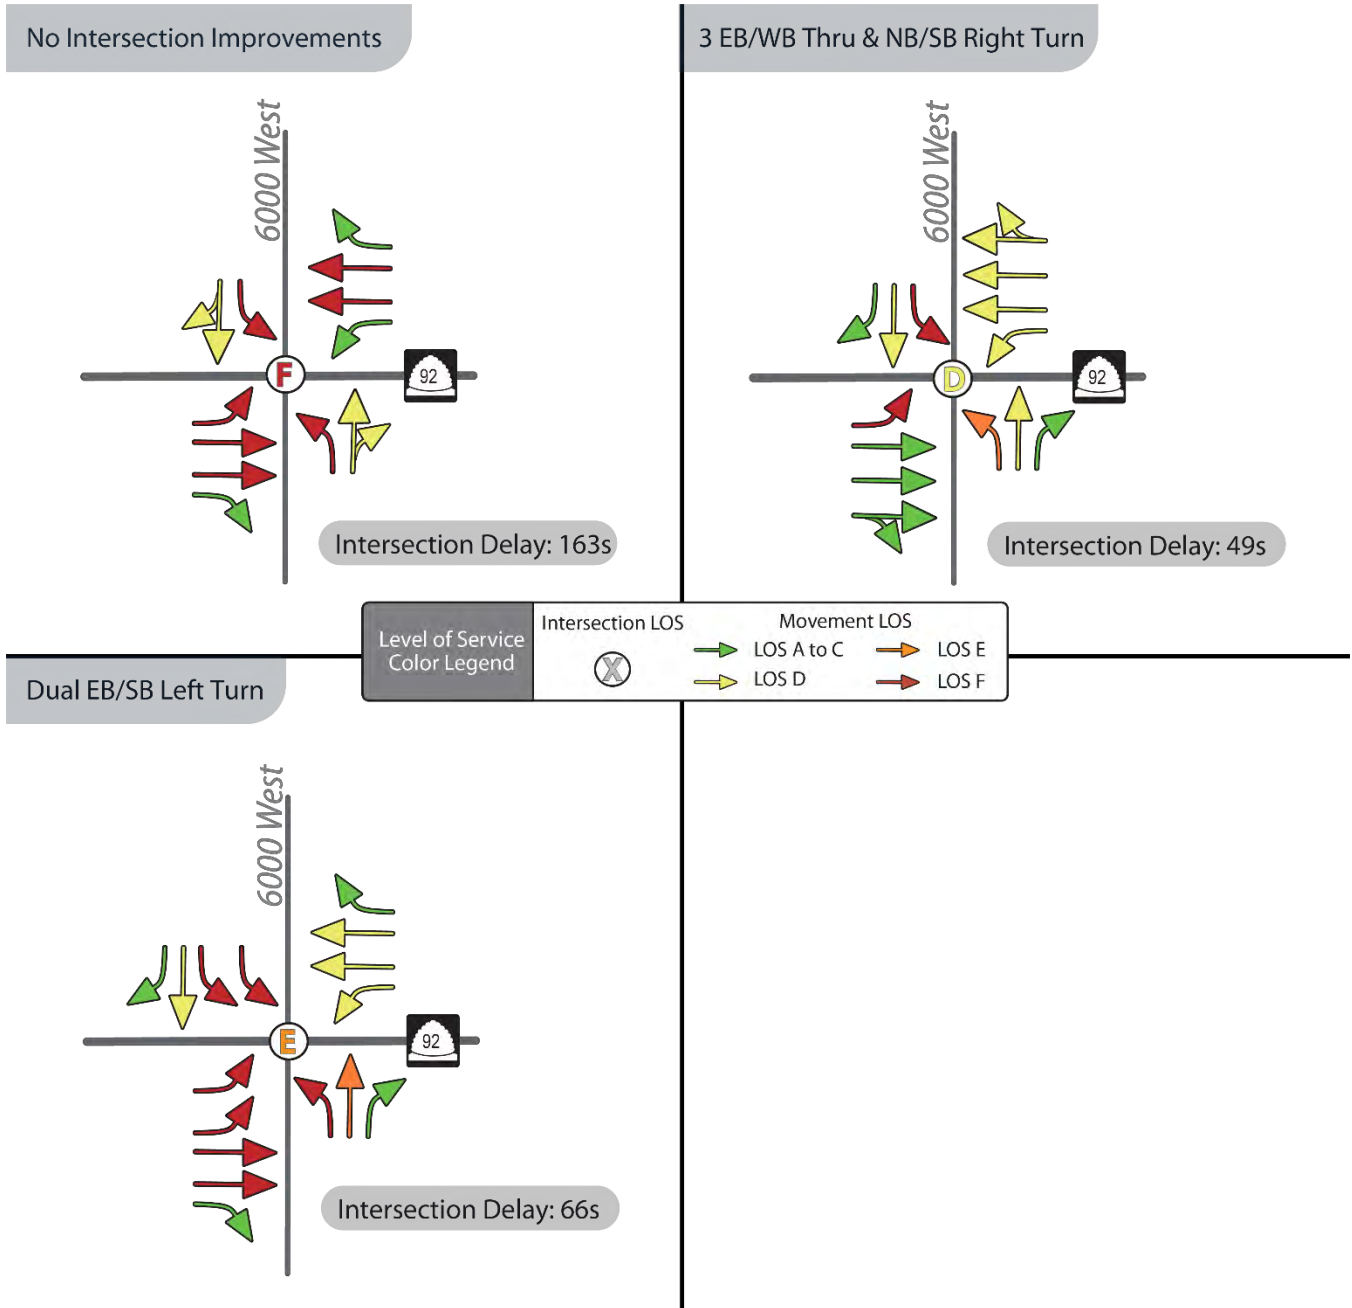 No Intersection Improvements
6000 West
F
92
Intersection Delay: 163s
3 EB/WB Thru & NB/SB Right Turn
6000 West
D
92
Intersection Delay: 49s
Level of Service
Color Legend
Intersection LOS
X
Movement LOS
LOS A to C
LOS E
LOS D
LOS F
Dual EB/SB Left Turn
6000 West
E
92
Intersection Delay: 66s